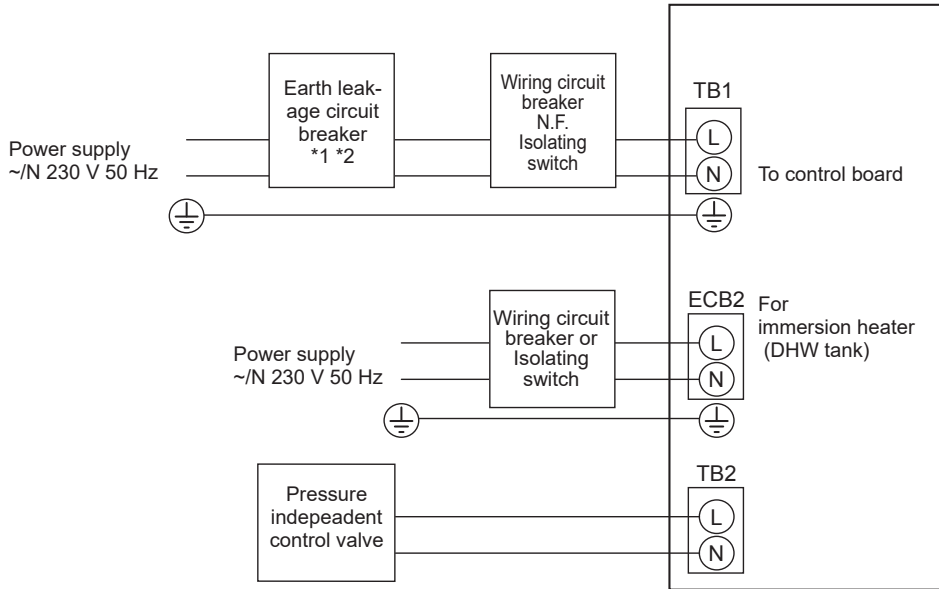 Earth leak-
age circuit
breaker
*1 *2
Wiring circuit
breaker
N.F.
Isolating
switch
TB1
L
N
Power supply
~/N 230 V 50 Hz
To control board
ECB2
L
N
For
immersion heater
(DHW tank)
Wiring circuit
breaker or
Isolating
switch
Power supply
~/N 230 V 50 Hz
TB2
L
N
Pressure
indepeadent
control valve